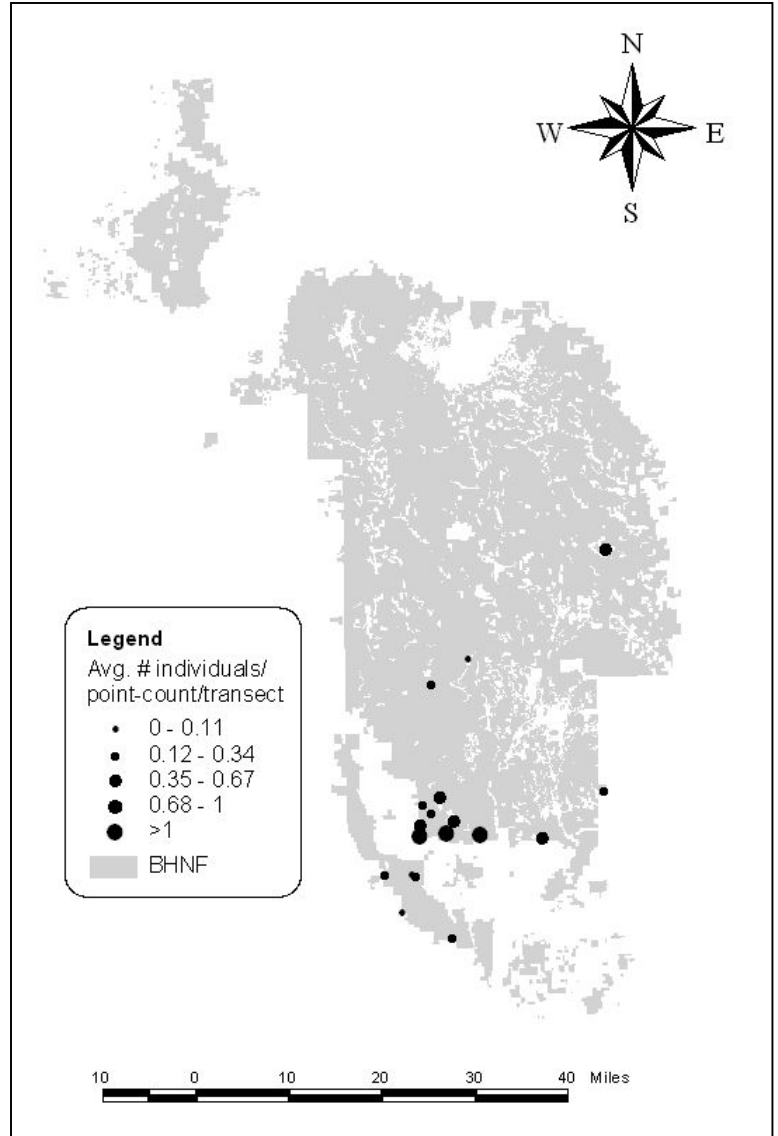 N
W E
S
Legend
Avg. # individuals/
point-count/transect
0 - 0.11
0.12 - 0.34
0.35 - 0.67
0.68 - 1
>1
BHNF
10 0 10 20 30 40 Miles